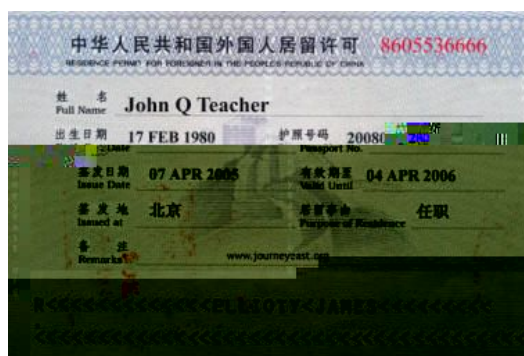 中华人民共和国外国人居留许可 8605536666
RESIDENCE PERMIT FOR FOREIGNER IN THE PEOPLE'S REPUBLIC OF CHINA
姓 名
Full Name John Q Teacher
出生日期 17 FEB 1980 护照号码
Date Passport No.
签发日期 07 APR 2005 有效期至 04 APR 2006
Issue Date Valid Until
签发地 北京 居留事由 任职
Issued at Purpose of Residence
备 注
Remarks www.journeyeast.org